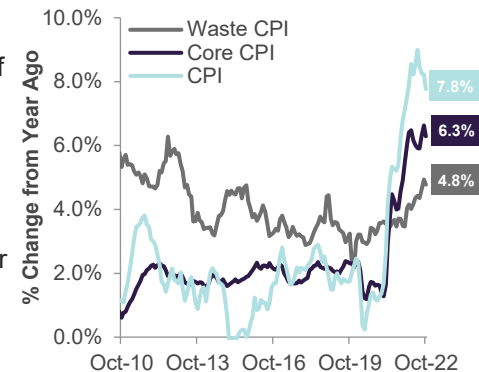 f
r
% Change from Year Ago
10.0%
8.0%
6.0%
4.0%
2.0%
0.0%
Waste CPI
Core CPI
CPI
7.8%
6.3%
4.8%
Oct-10 Oct-13 Oct-16 Oct-19 Oct-22